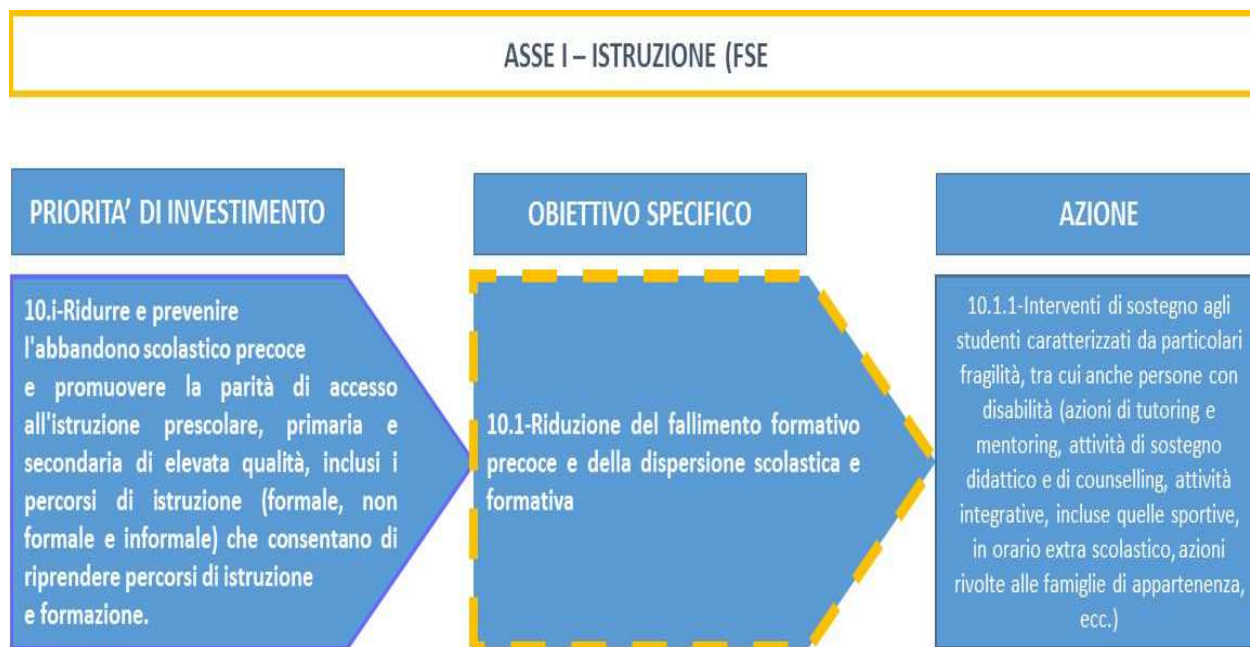 ASSE I – ISTRUZIONE (FSE
PRIORITA’ DI INVESTIMENTO
10.i-Ridurre e prevenire
l'abbandono scolastico precoce
e promuovere la parità di accesso
all'istruzione prescolare, primaria e
secondaria di elevata qualità, inclusi i
percorsi di istruzione (formale, non
formale e informale) che consentano di
riprendere percorsi di istruzione
e formazione.
OBIETTIVO SPECIFICO
10.1-Riduzione del fallimento formativo
precoce e della dispersione scolastica e
formativa
AZIONE
10.1.1-Interventi di sostegno agli
studenti caratterizzati da particolari
fragilità, tra cui anche persone con
disabilità (azioni di tutoring e
mentoring, attività di sostegno
didattico e di counselling, attività
integrative, incluse quelle sportive,
in orario extra scolastico, azioni
rivolte alle famiglie di appartenenza,
ecc.)